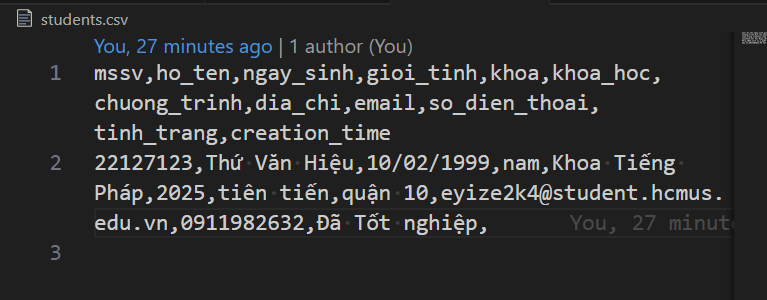 students.csv
You, 27 minutes ago | 1 author (You)
1 mssv,ho_ten,ngay_sinh,gioi_tinh,khoa,khoa_hoc,
chuong_trinh,dia_chi,email,so_dien_thoai,
tinh_trang,creation_time
2 22127123,Thứ Văn Hiệu,10/02/1999,nam,Khoa Tiếng
Pháp,2025,tiên tiến,quận 10,eyize2k4@student.hcmus.
edu.vn,0911982632,Đã Tốt nghiệp, You, 27 minut
3